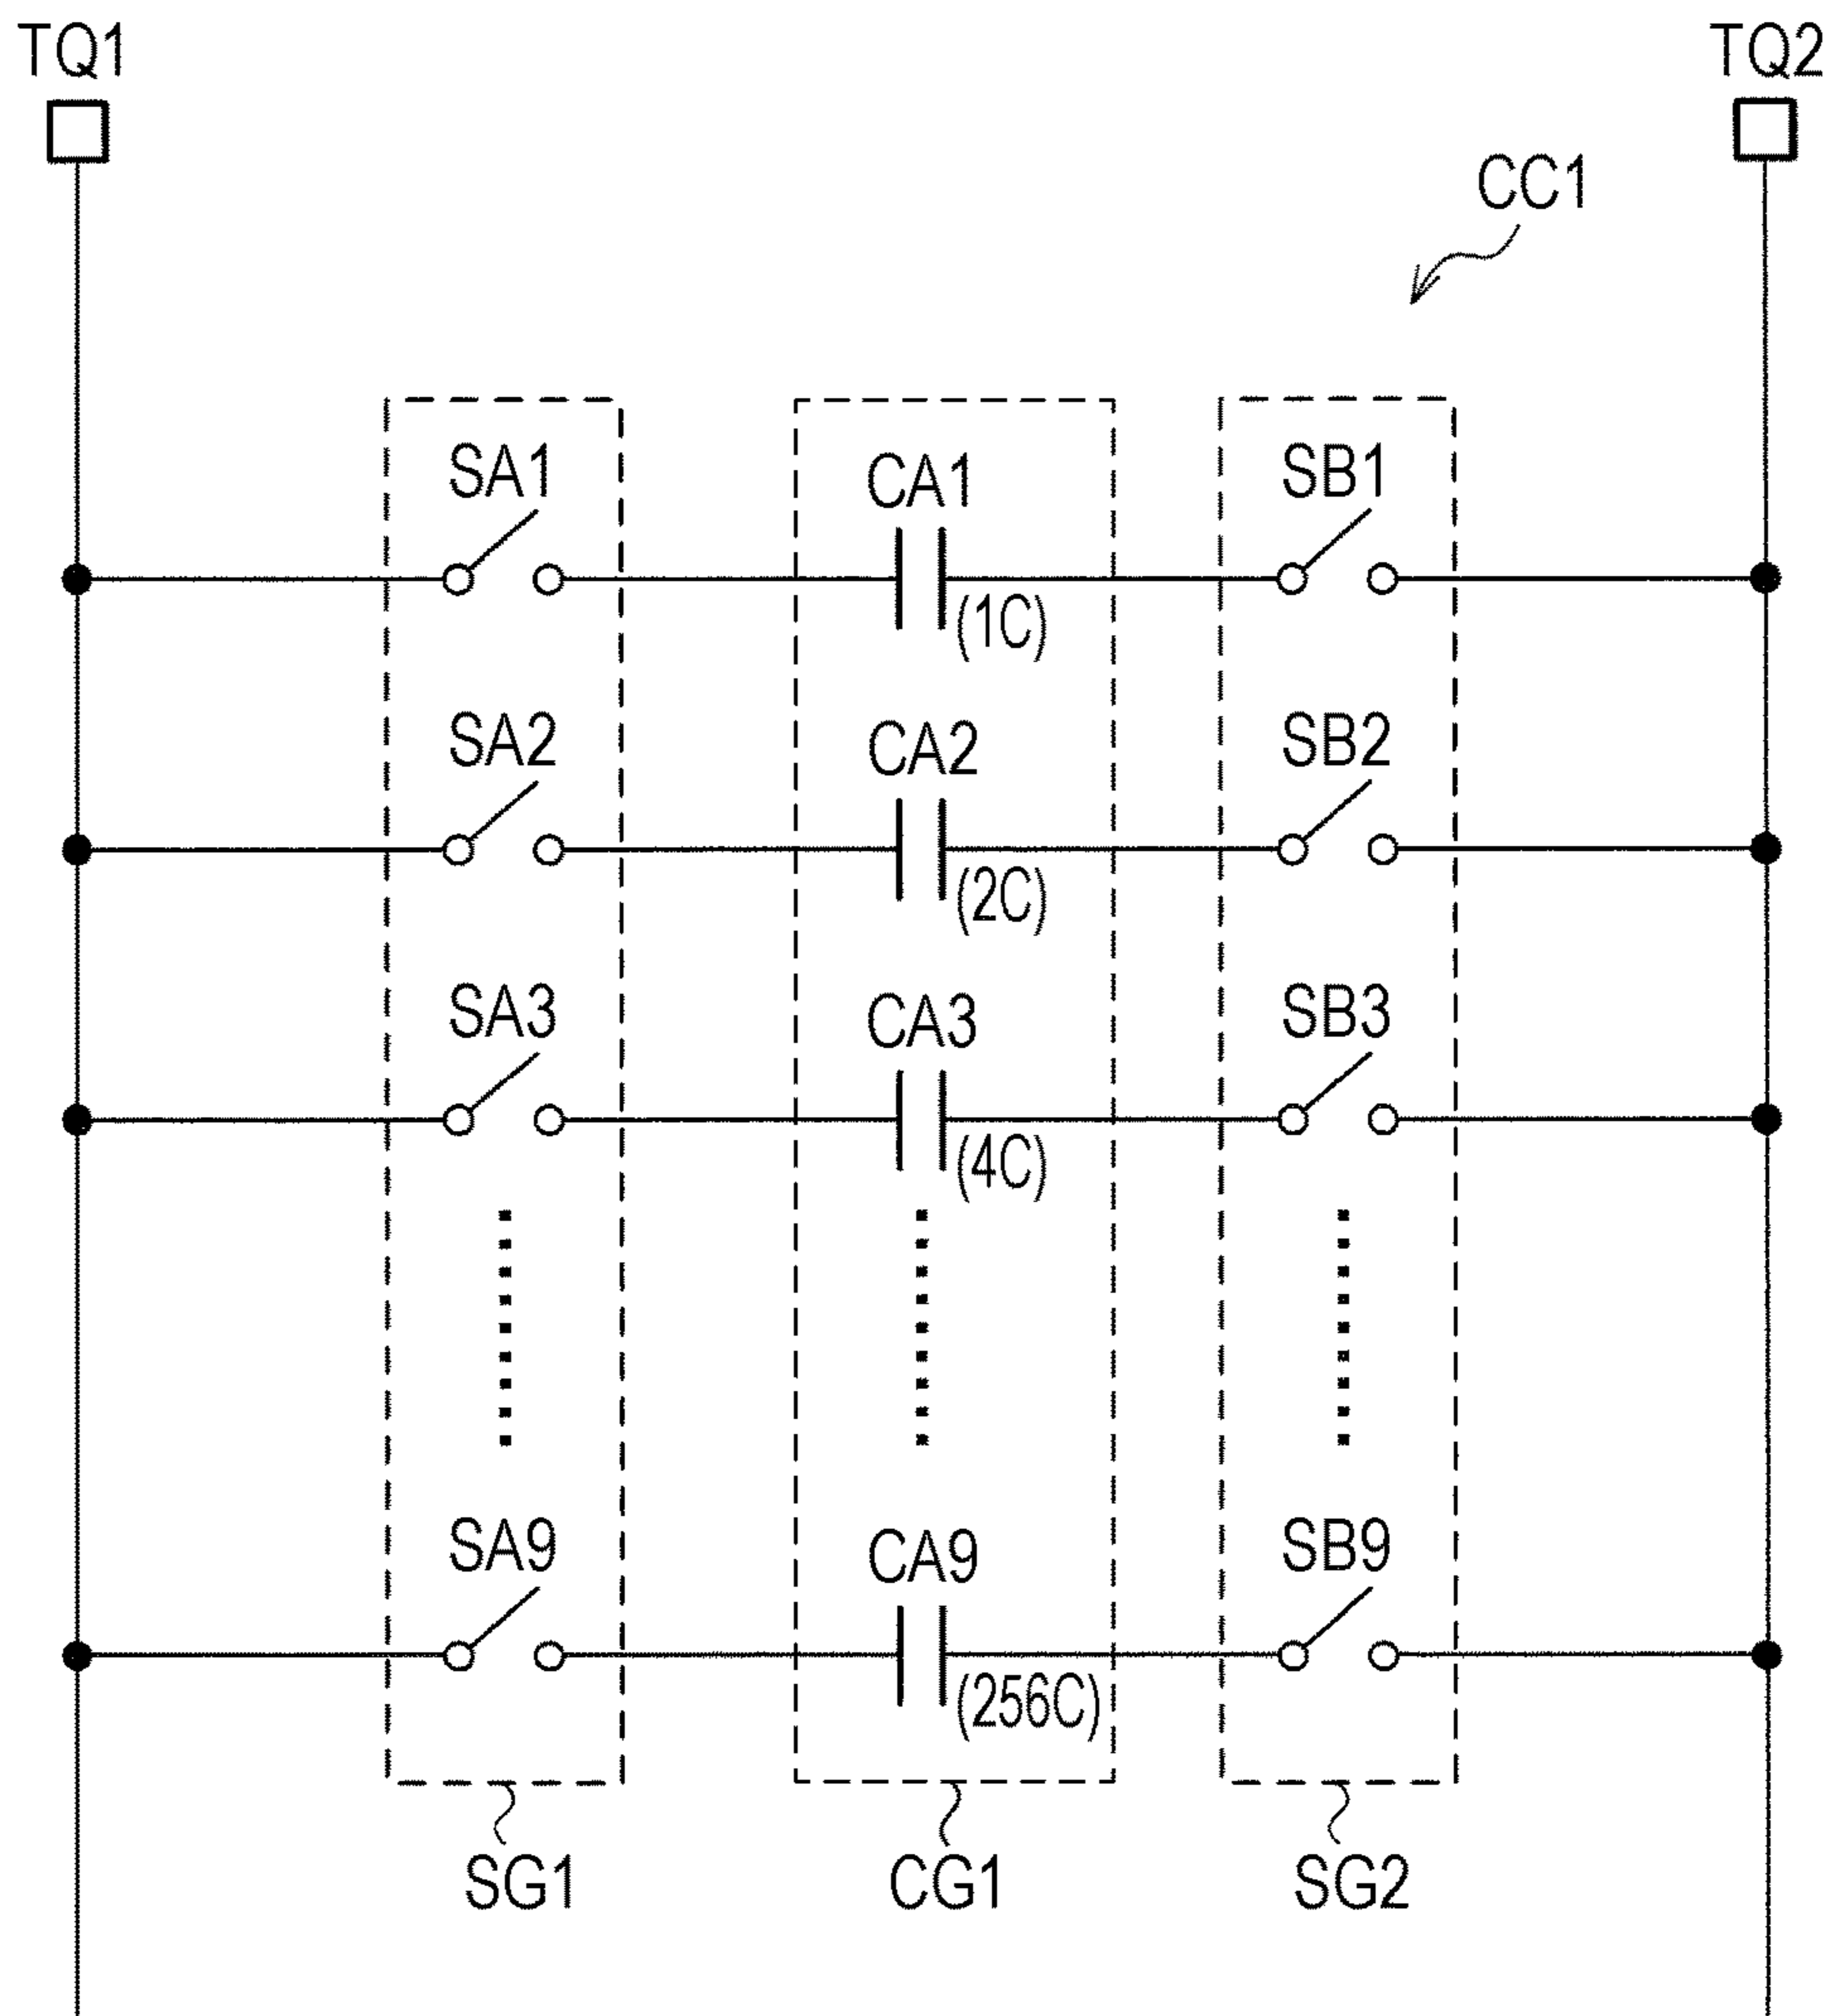 TQ1
TQ2
CC1
SA1
CA1
SB1
(1C)
SA2
CA2
SB2
(2C)
SA3
CA3
SB3
(4C)
SA9
CA9
SB9
(256C)
SG1
CG1
SG2